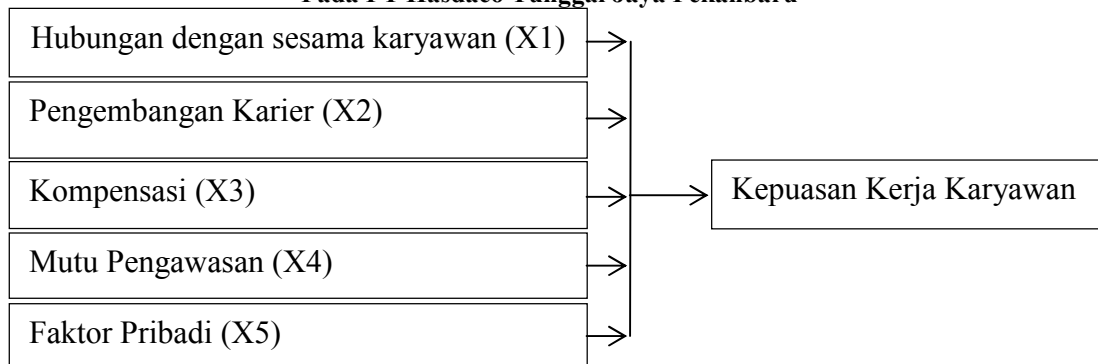 Hubungan dengan sesama karyawan (X1)
Pengembangan Karier (X2)
Kompensasi (X3)
Kepuasan Kerja Karyawan
Mutu Pengawasan (X4)
Faktor Pribadi (X5)